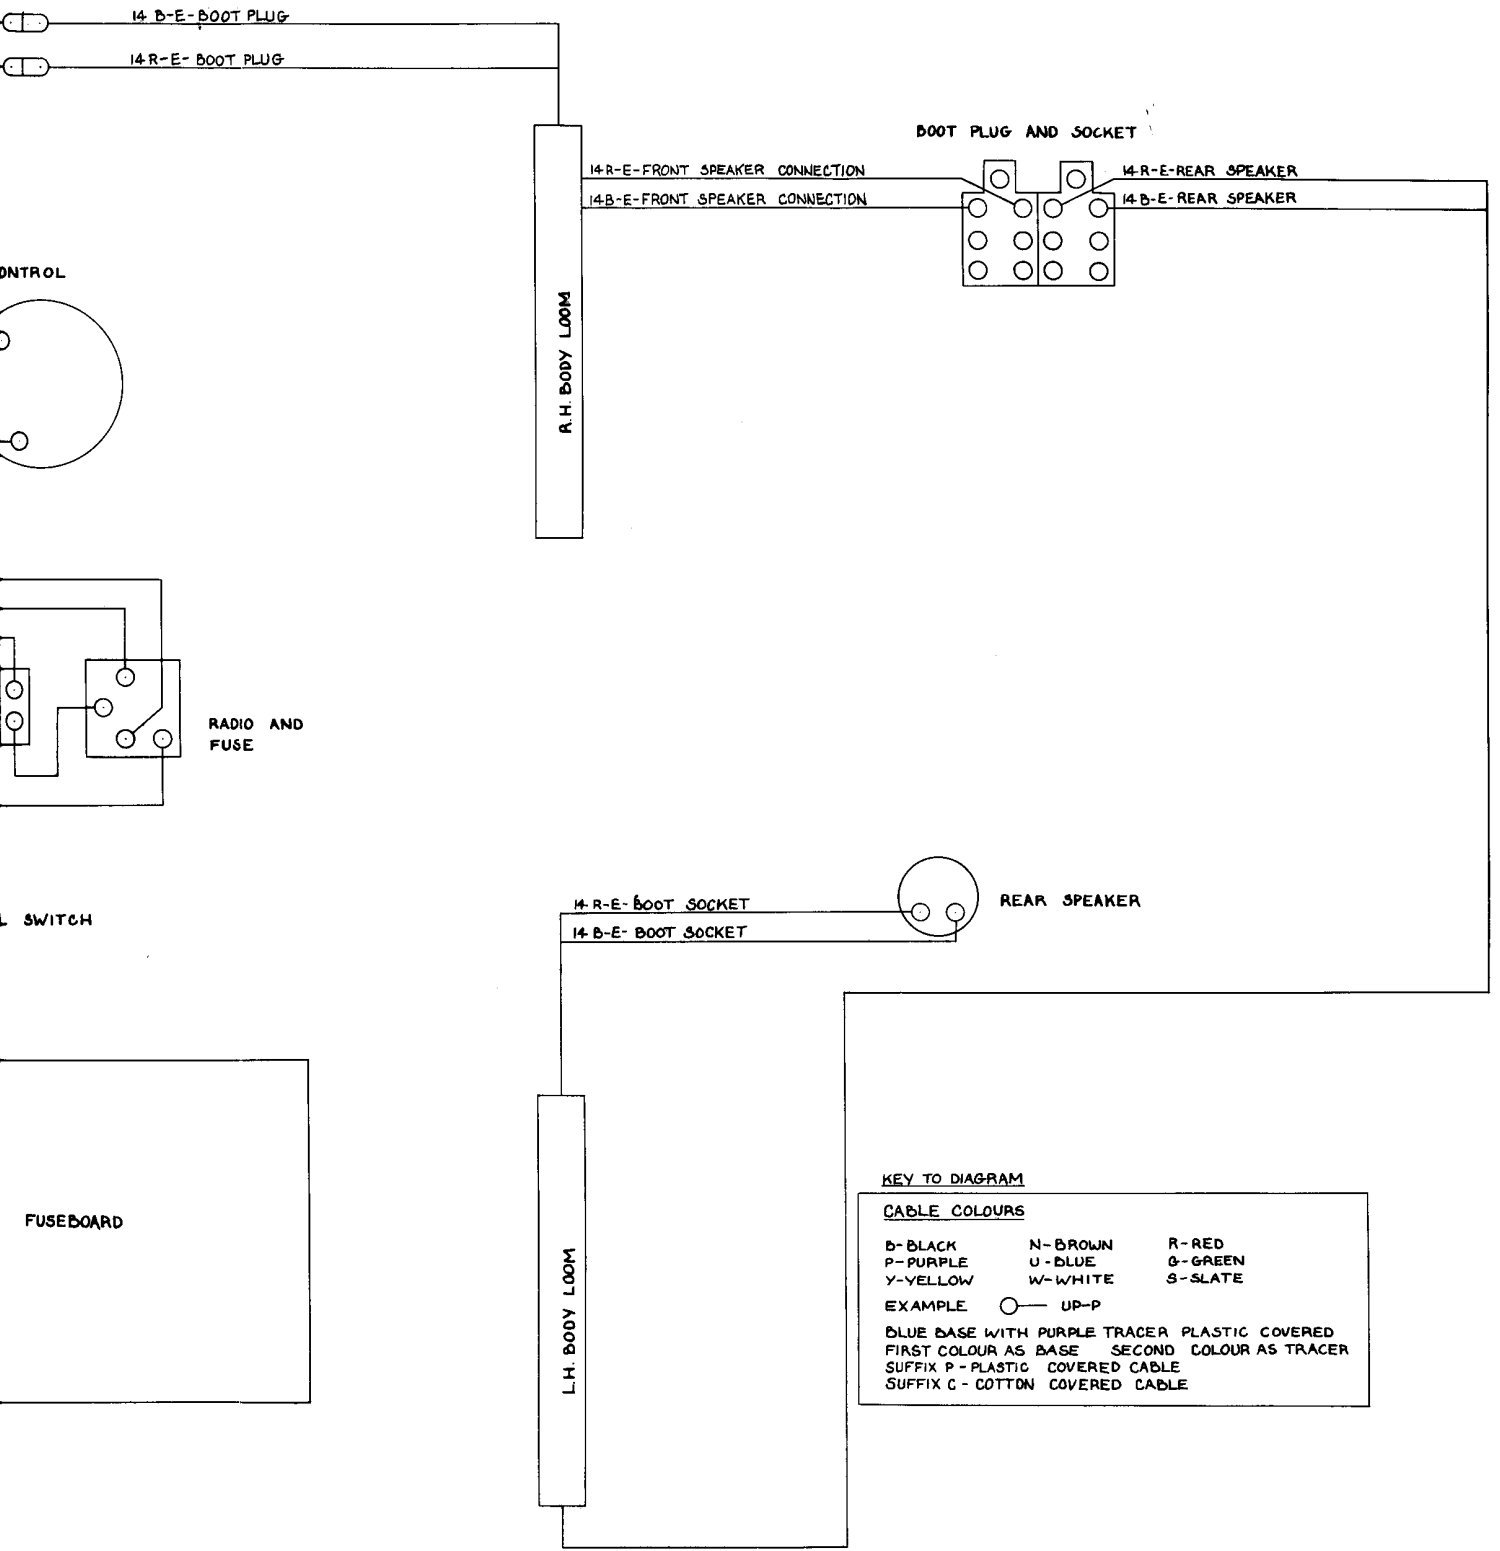 14 B-E-BOOT PLUG
14 R-E- BOOT PLUG
BOOT PLUG AND SOCKET
14 R-E-FRONT SPEAKER CONNECTION
14 R-E-REAR SPEAKER
14 B-E-FRONT SPEAKER CONNECTION
14 B-E-REAR SPEAKER
ONTROL
R.H. BODY LOOM
RADIO AND
FUSE
14 R-E-BOOT SOCKET
REAR SPEAKER
L SWITCH
14 B-E- BOOT SOCKET
FUSEBOARD
L.H. BODY LOOM
KEY TO DIAGRAM
CABLE COLOURS
B-BLACK N-BROWN R-RED
P-PURPLE U-BLUE G-GREEN
Y-YELLOW W-WHITE S-SLATE
EXAMPLE UP-P
BLUE BASE WITH PURPLE TRACER PLASTIC COVERED
FIRST COLOUR AS BASE SECOND COLOUR AS TRACER
SUFFIX P - PLASTIC COVERED CABLE
SUFFIX C - COTTON COVERED CABLE